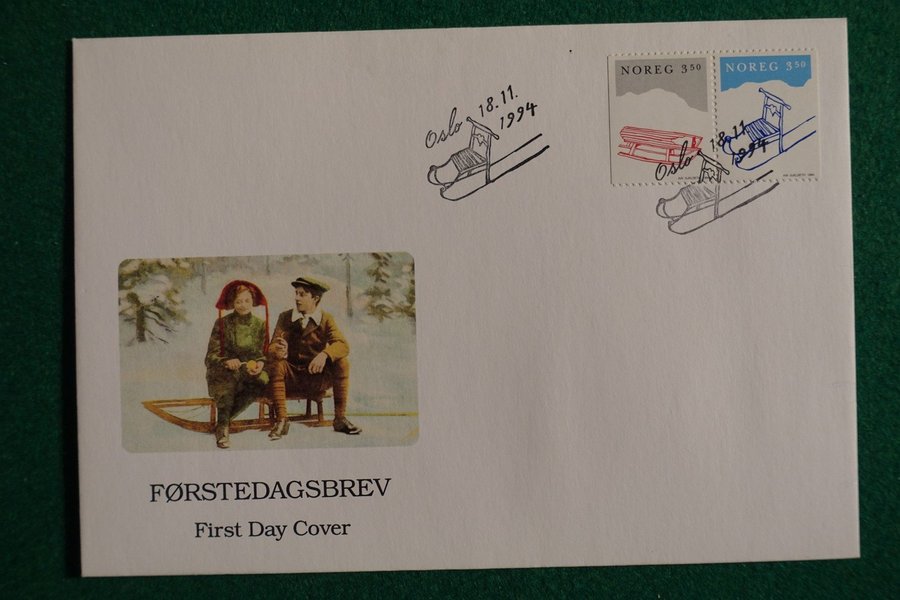 Oslo 18.11.
1994
NOREG 3 50
NOREG 3 50
Oslo 18.11.
1994
FØRSTEDAGSBREV
First Day Cover